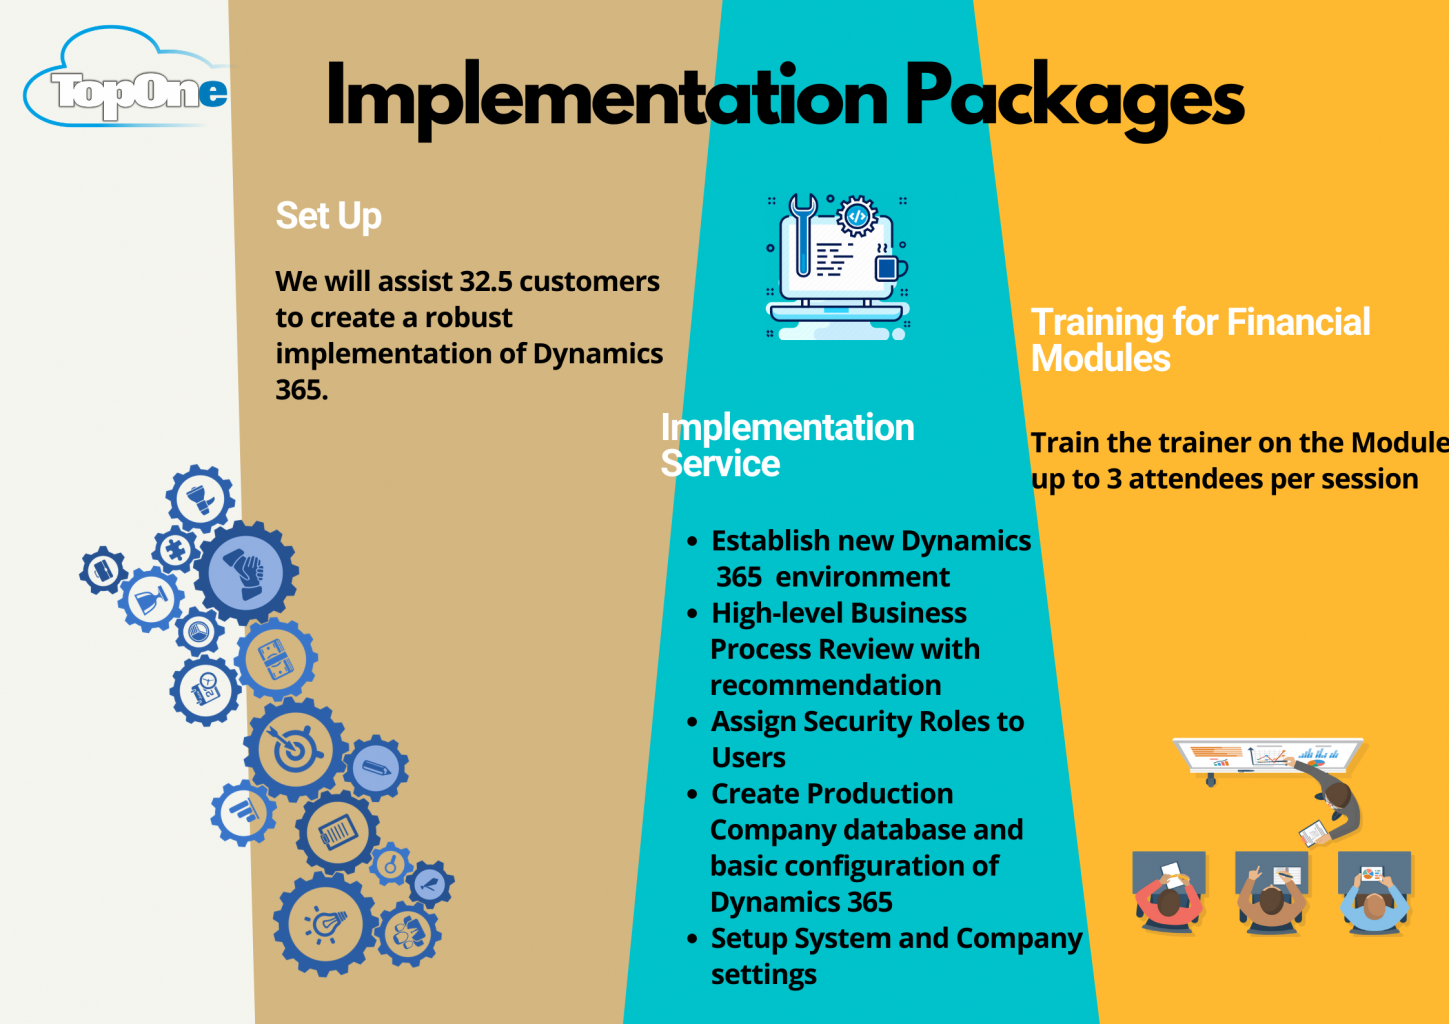 TopOne
Implementation Packages
Set Up
We will assist 32.5 customers
to create a robust
implementation of Dynamics
365.
Implementation
Service
• Establish new Dynamics
365 environment
• High-level Business
Process Review with
recommendation
• Assign Security Roles to
Users
• Create Production
Company database and
basic configuration of
Dynamics 365
• Setup System and Company
settings
Training for Financial
Modules
Train the trainer on the Module
up to 3 attendees per session